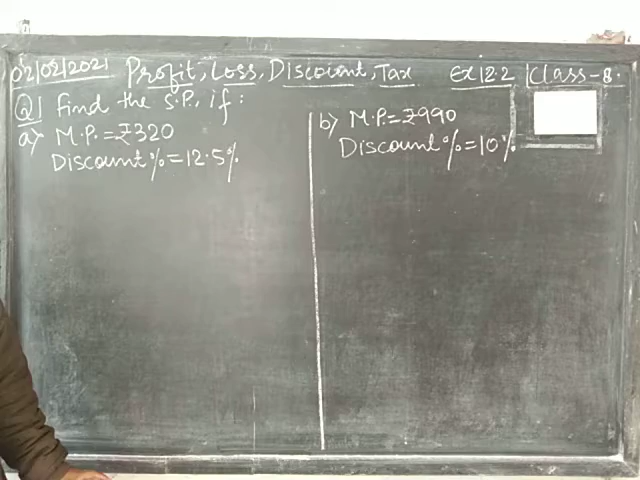 02/02/2021 Profit, Loss, Discount, Tax Ex 12.2 Class-8
Q1 Find the S.P., if :
a) M.P. = ₹320
Discount % = 12.5%
b) M.P. = ₹990
Discount % = 10%